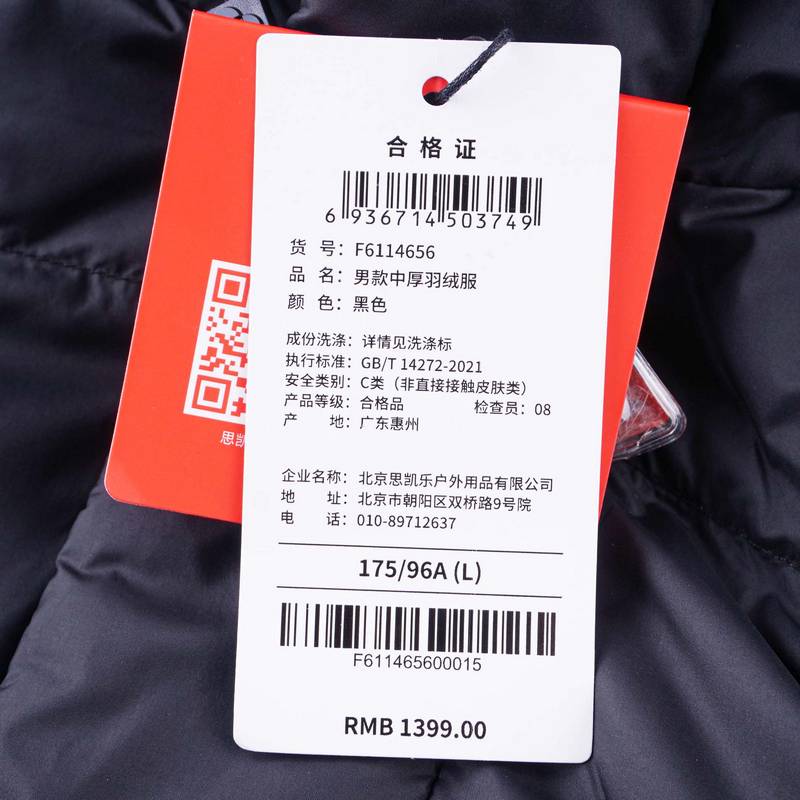 合格证
6 936714 503749
货 号：F6114656
品 名：男款中厚羽绒服
颜 色：黑色
成份洗涤：详情见洗涤标
执行标准：GB/T 14272-2021
安全类别：C类（非直接接触皮肤类）
产品等级：合格品 检查员：08
产 地：广东惠州
思凯
企业名称：北京思凯乐户外用品有限公司
地 址：北京市朝阳区双桥路9号院
电 话：010-89712637
175/96A (L)
F611465600015
RMB 1399.00